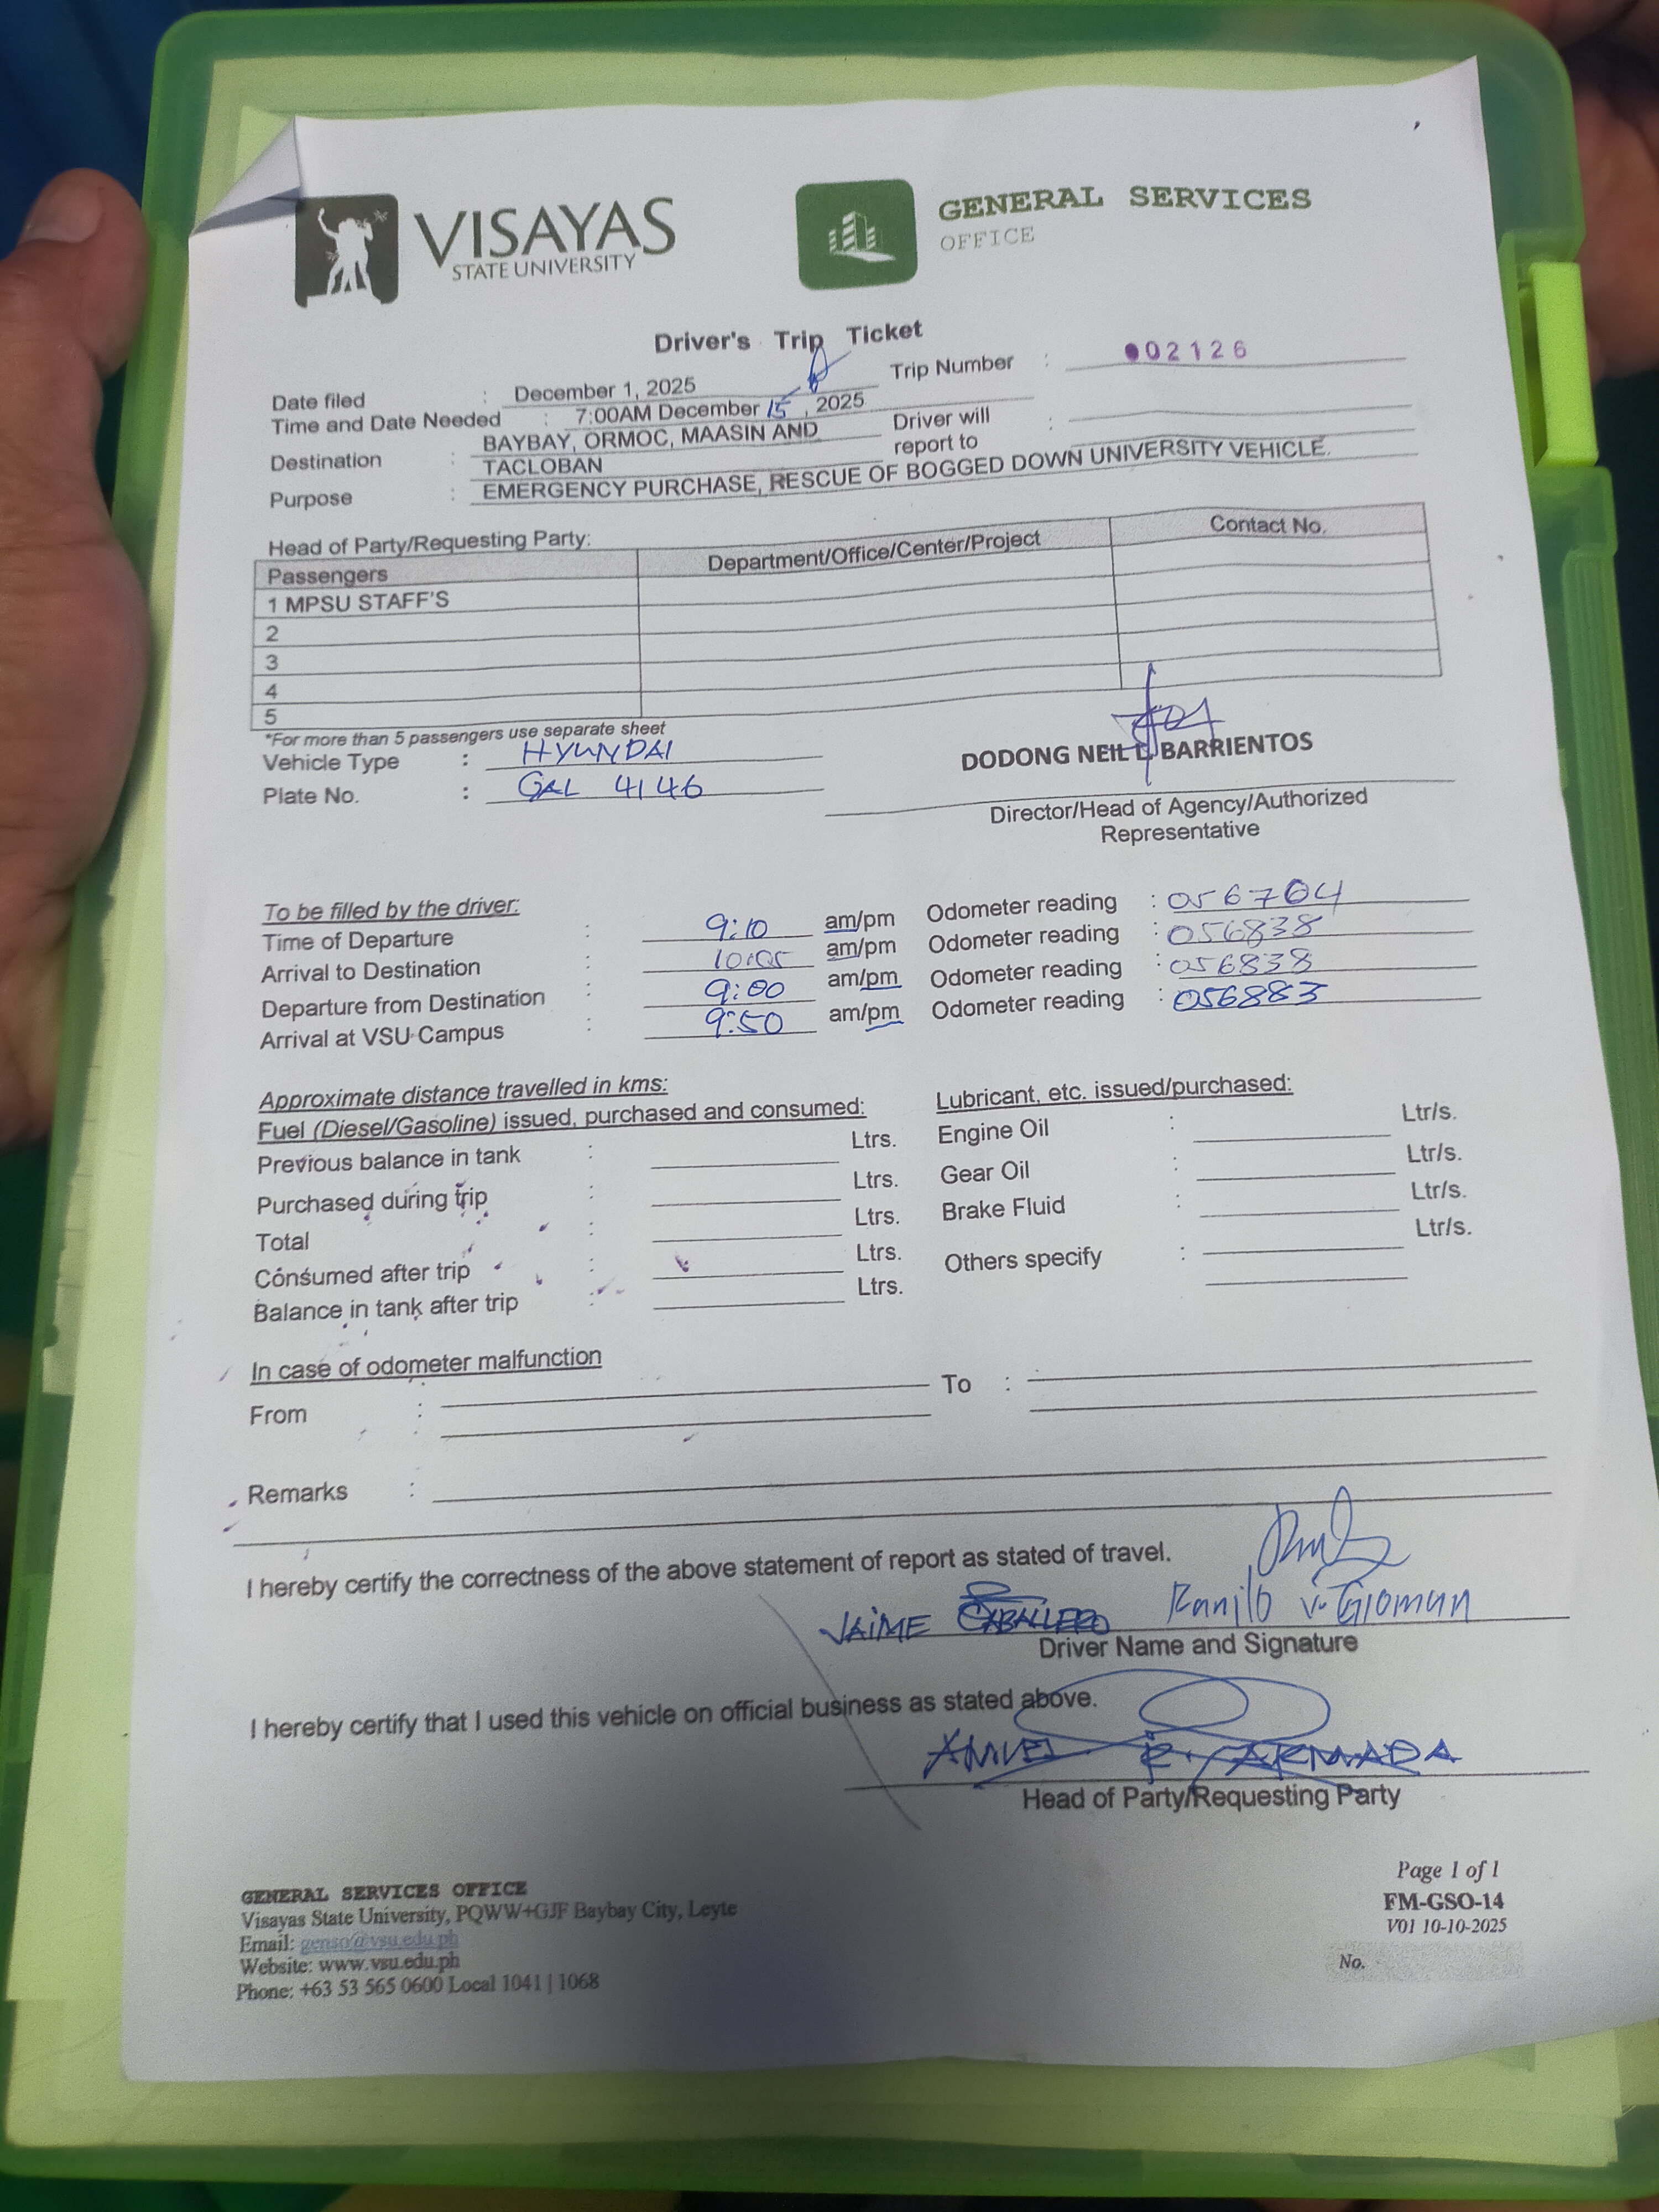 VISAYAS
STATE UNIVERSITY
GENERAL SERVICES
OFFICE
Driver's Trip Ticket
Date filed : December 1, 2025 Trip Number : 02126
Time and Date Needed : 7:00AM December 15, 2025
Destination : BAYBAY, ORMOC, MAASIN AND TACLOBAN Driver will report to :
Purpose : EMERGENCY PURCHASE, RESCUE OF BOGGED DOWN UNIVERSITY VEHICLE.
Head of Party/Requesting Party:
Passengers Department/Office/Center/Project Contact No.
1 MPSU STAFF'S
2
3
4
5
*For more than 5 passengers use separate sheet
Vehicle Type : HYUNDAI
Plate No. : GAL 4146
DODONG NEIL BARRIENTOS
Director/Head of Agency/Authorized
Representative
To be filled by the driver:
Time of Departure : 9:10 am/pm Odometer reading : 056704
Arrival to Destination : 10:05 am/pm Odometer reading : 056838
Departure from Destination : 9:00 am/pm Odometer reading : 056838
Arrival at VSU Campus : 9:50 am/pm Odometer reading : 056883
Approximate distance travelled in kms:
Fuel (Diesel/Gasoline) issued, purchased and consumed: Lubricant, etc. issued/purchased:
Previous balance in tank : Ltrs. Engine Oil : Ltr/s.
Purchased during trip : Ltrs. Gear Oil : Ltr/s.
Total : Ltrs. Brake Fluid : Ltr/s.
Consumed after trip : Ltrs. Others specify : Ltr/s.
Balance in tank after trip : Ltrs.
In case of odometer malfunction
From : To :
Remarks :
I hereby certify the correctness of the above statement of report as stated of travel.
JAIME CABALLERO Ranilo V.
Driver Name and Signature
I hereby certify that I used this vehicle on official business as stated above.
R. ARMADA
Head of Party/Requesting Party
GENERAL SERVICES OFFICE
Visayas State University, PQWW+GJF Baybay City, Leyte
Email: genso@vsu.edu.ph
Website: www.vsu.edu.ph
Phone: +63 53 565 0600 Local 1041 | 1068
Page 1 of 1
FM-GSO-14
V01 10-10-2025
No.